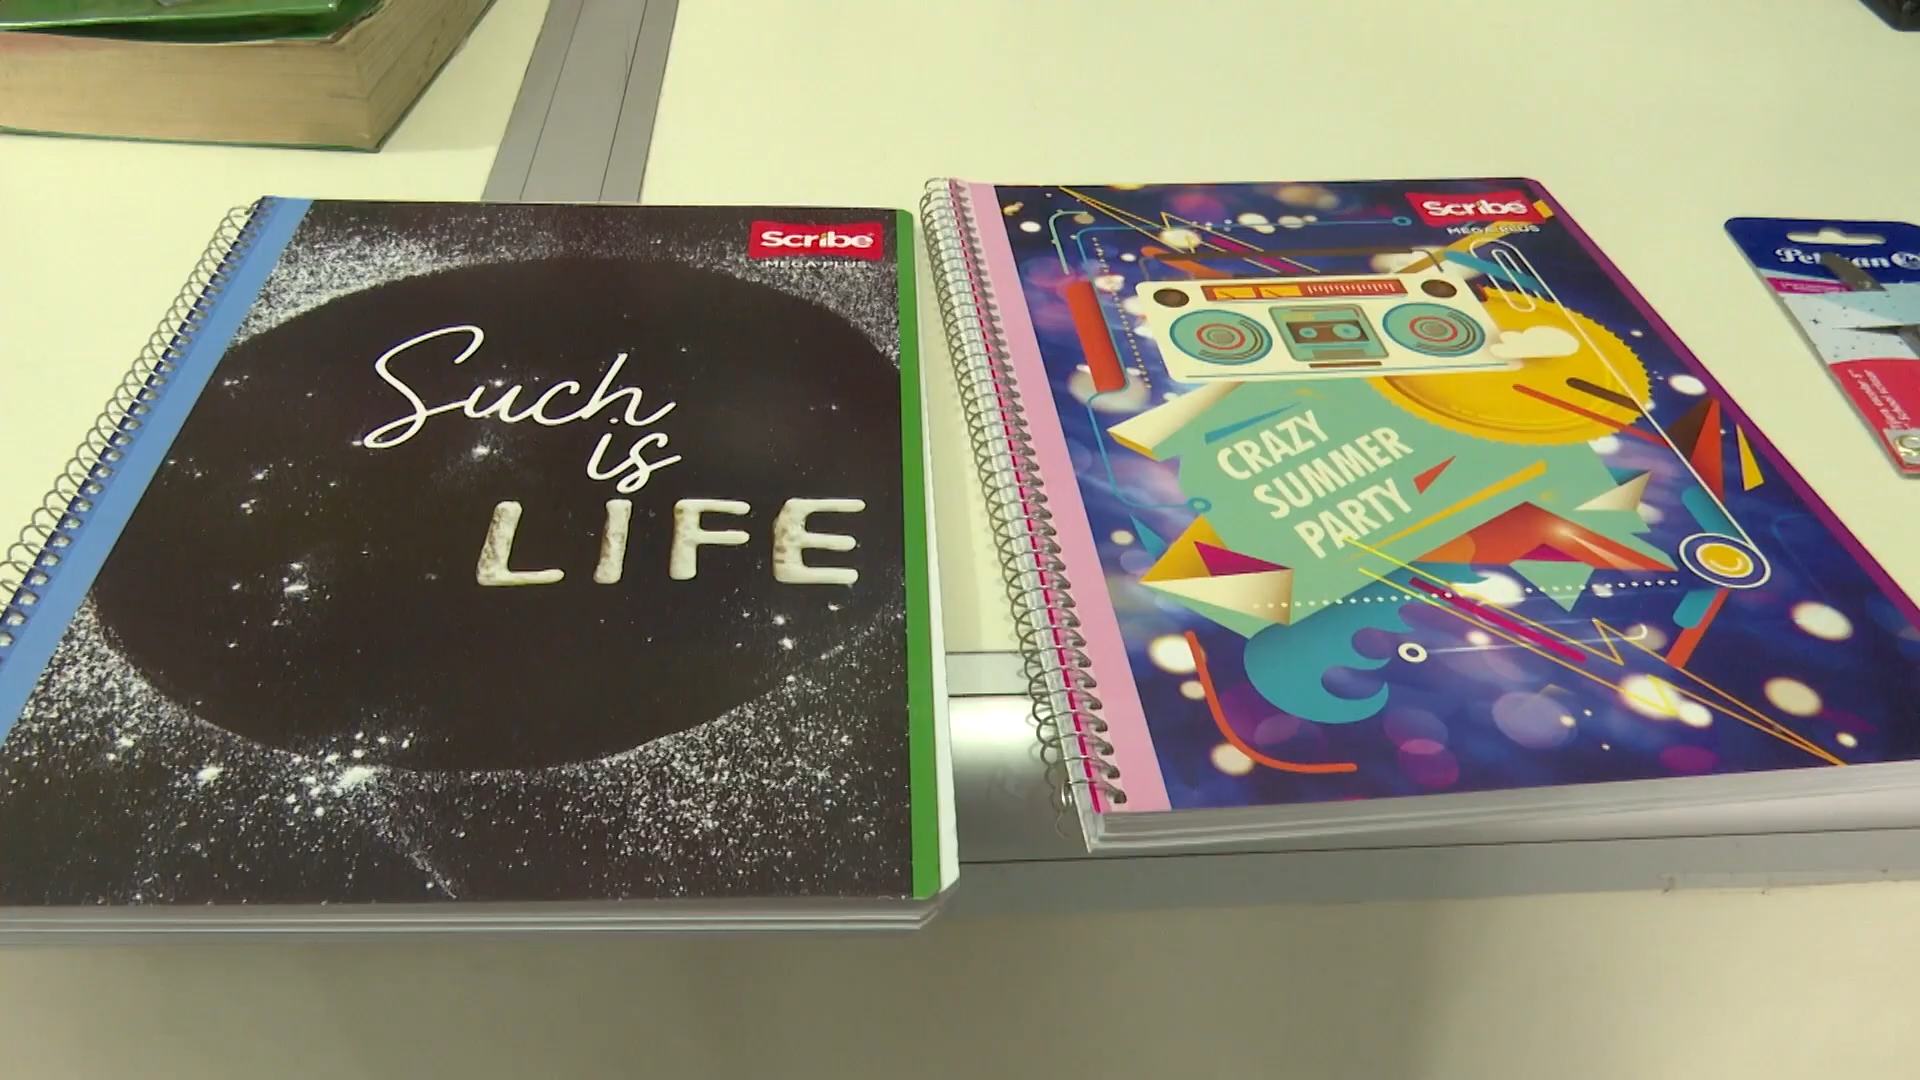 Scribe
MEGA PLUS
Such
is
LIFE
Scribe
MEGA PLUS
CRAZY
SUMMER
PARTY
Pelikan